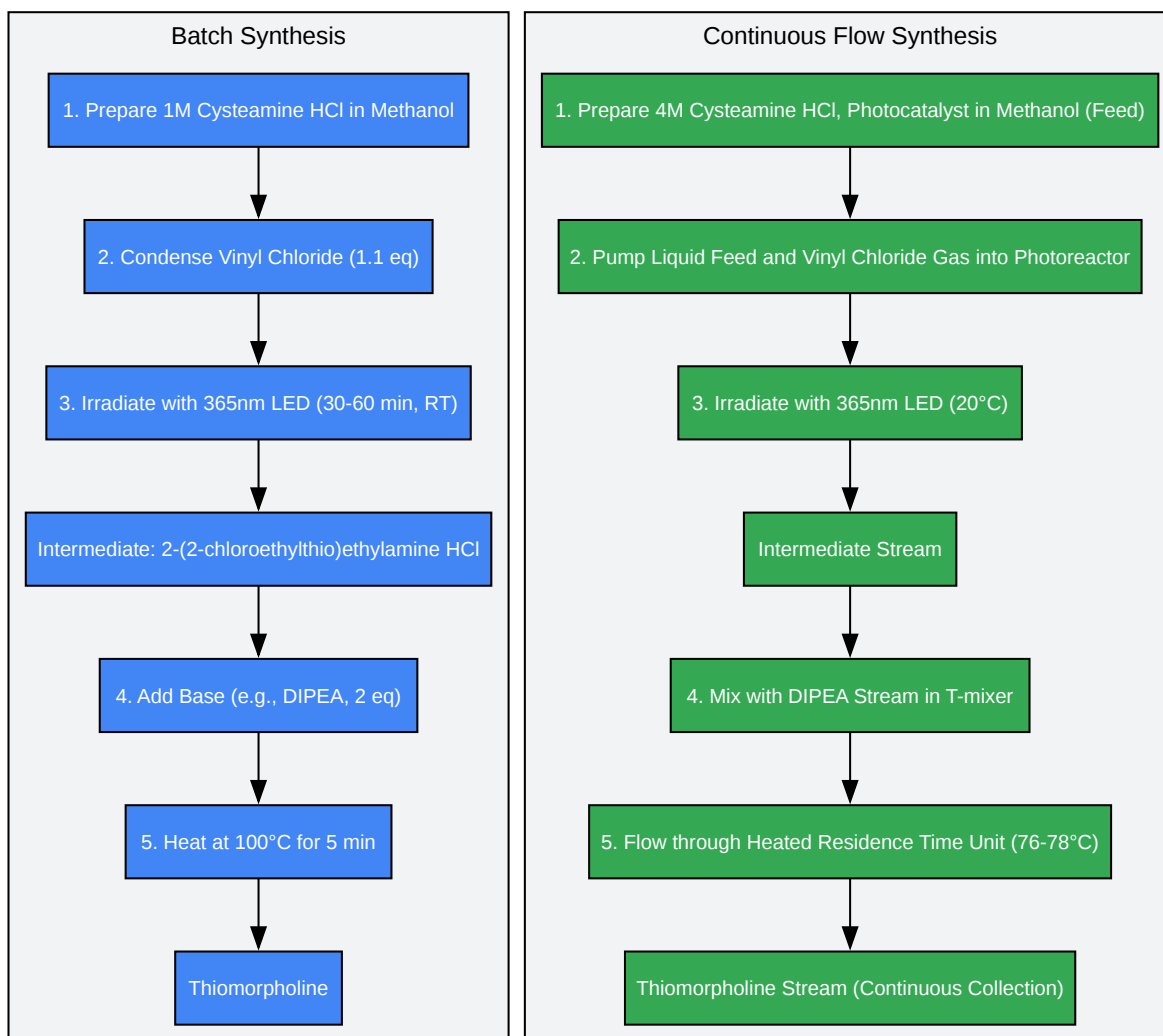 Batch Synthesis
1. Prepare 1M Cysteamine HCl in Methanol
2. Condense Vinyl Chloride (1.1 eq)
3. Irradiate with 365nm LED (30-60 min, RT)
Intermediate: 2-(2-chloroethylthio)ethylamine HCl
4. Add Base (e.g., DIPEA, 2 eq)
5. Heat at 100°C for 5 min
Thiomorpholine
Continuous Flow Synthesis
1. Prepare 4M Cysteamine HCl, Photocatalyst in Methanol (Feed)
2. Pump Liquid Feed and Vinyl Chloride Gas into Photoreactor
3. Irradiate with 365nm LED (20°C)
Intermediate Stream
4. Mix with DIPEA Stream in T-mixer
5. Flow through Heated Residence Time Unit (76-78°C)
Thiomorpholine Stream (Continuous Collection)